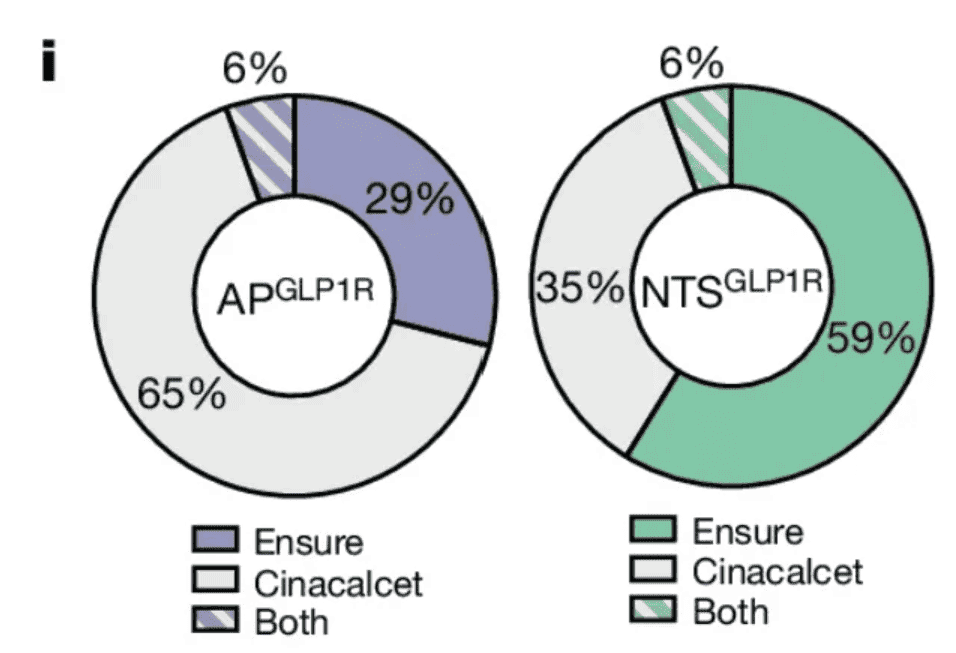 i
6%
29%
APGLP1R
65%
Ensure
Cinacalcet
Both
6%
35%
NTSGLP1R
59%
Ensure
Cinacalcet
Both